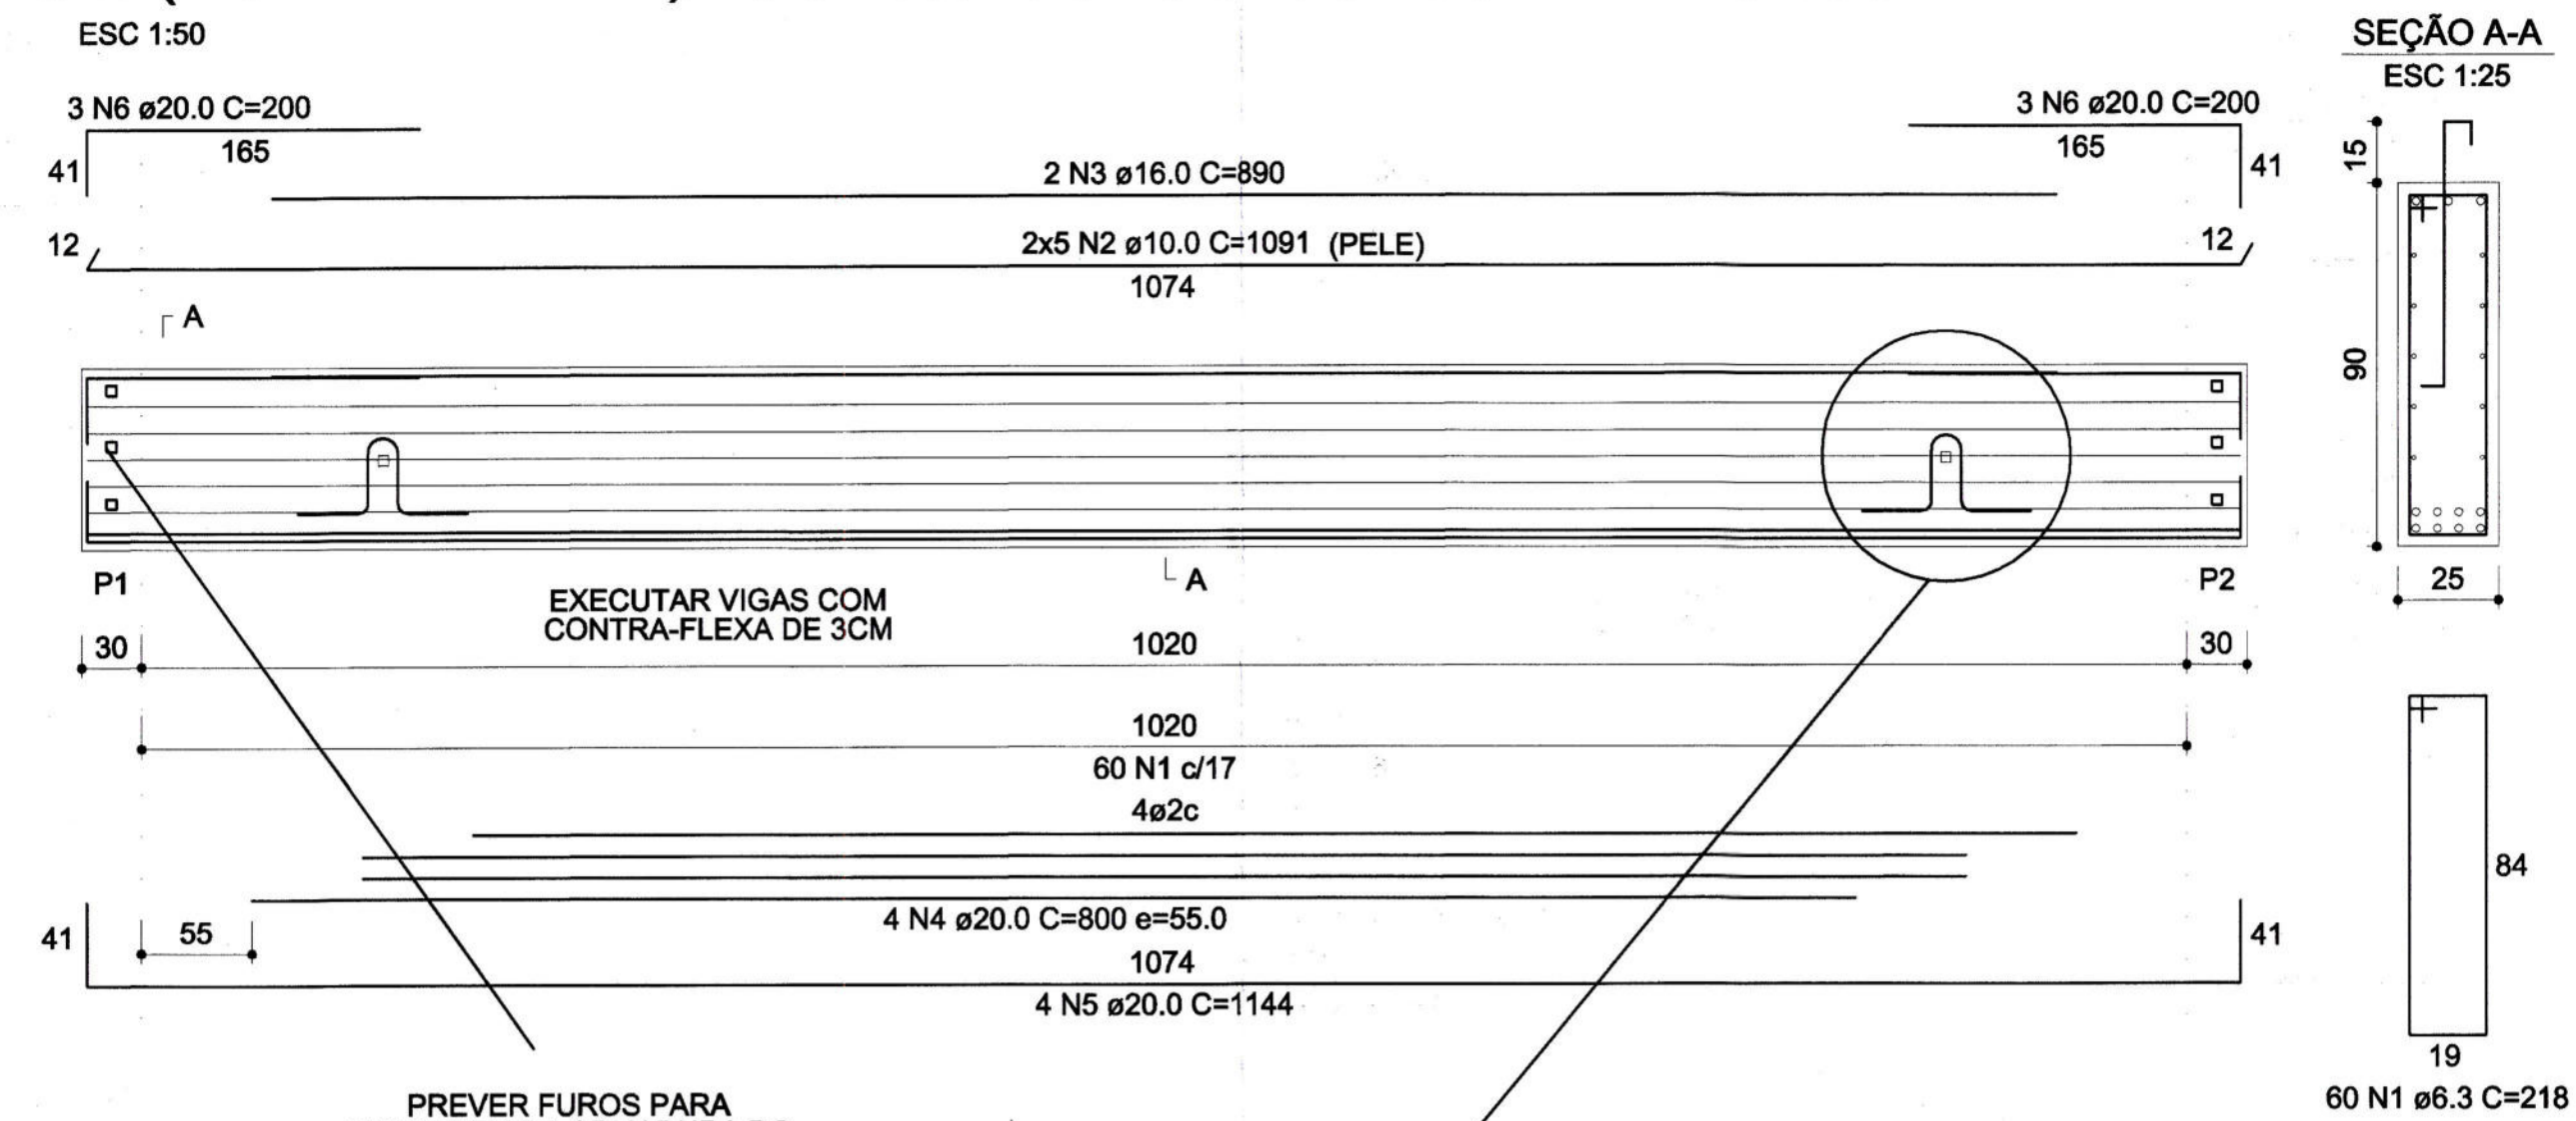 ESC 1:50
SEÇÃO A-A
ESC 1:25
3 N6 ø20.0 C=200
165
41
3 N6 ø20.0 C=200
165
41
2 N3 ø16.0 C=890
12
2x5 N2 ø10.0 C=1091 (PELE)
12
1074
A
15
90
25
P1
A
P2
EXECUTAR VIGAS COM
CONTRA-FLEXA DE 3CM
30
1020
30
1020
60 N1 c/17
4ø2c
55
4 N4 ø20.0 C=800 e=55.0
41
1074
41
4 N5 ø20.0 C=1144
84
19
60 N1 ø6.3 C=218
PREVER FUROS PARA